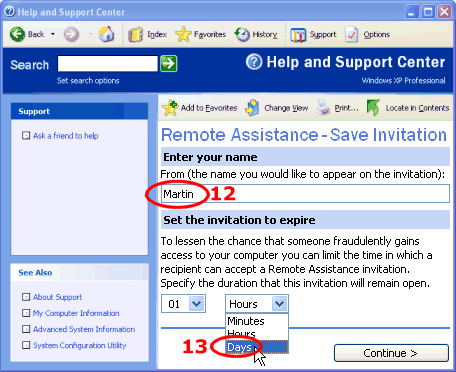 Help and Support Center
Back Index Favorites History Support Options
Search
Set search options
Help and Support Center
Windows XP Professional
Support
Ask a friend to help
See Also
About Support
My Computer Information
Advanced System Information
System Configuration Utility
Add to Favorites Change View Print... Locate in Contents
Remote Assistance - Save Invitation
Enter your name
From (the name you would like to appear on the invitation):
Martin 12
Set the invitation to expire
To lessen the chance that someone fraudulently gains
access to your computer you can limit the time in which a
recipient can accept a Remote Assistance invitation.
Specify the duration that this invitation will remain open.
01 Hours
Minutes
Hours
13 Days
Continue >